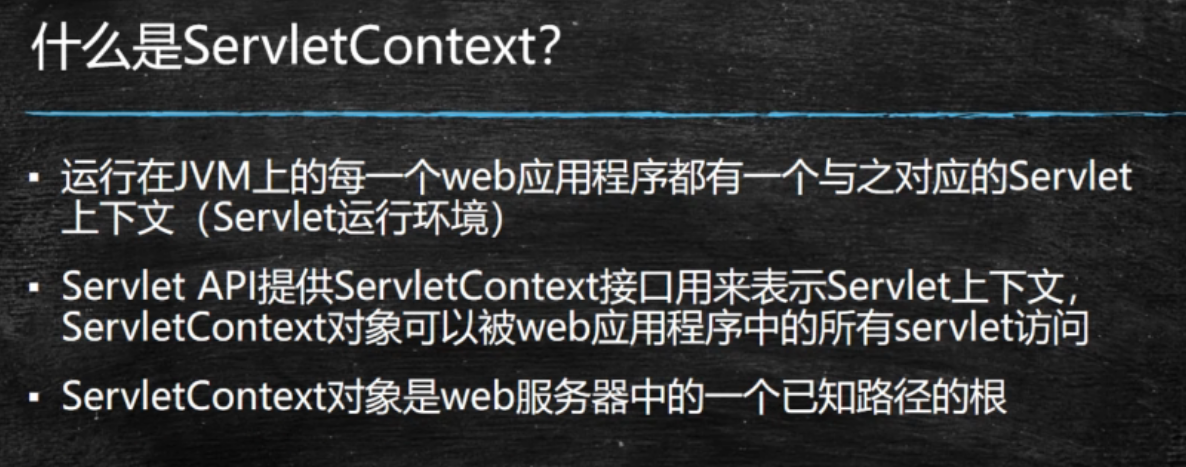 什么是ServletContext?
▪ 运行在JVM上的每一个web应用程序都有一个与之对应的Servlet
上下文（Servlet运行环境）
▪ Servlet API提供ServletContext接口用来表示Servlet上下文，
ServletContext对象可以被web应用程序中的所有servlet访问
▪ ServletContext对象是web服务器中的一个已知路径的根